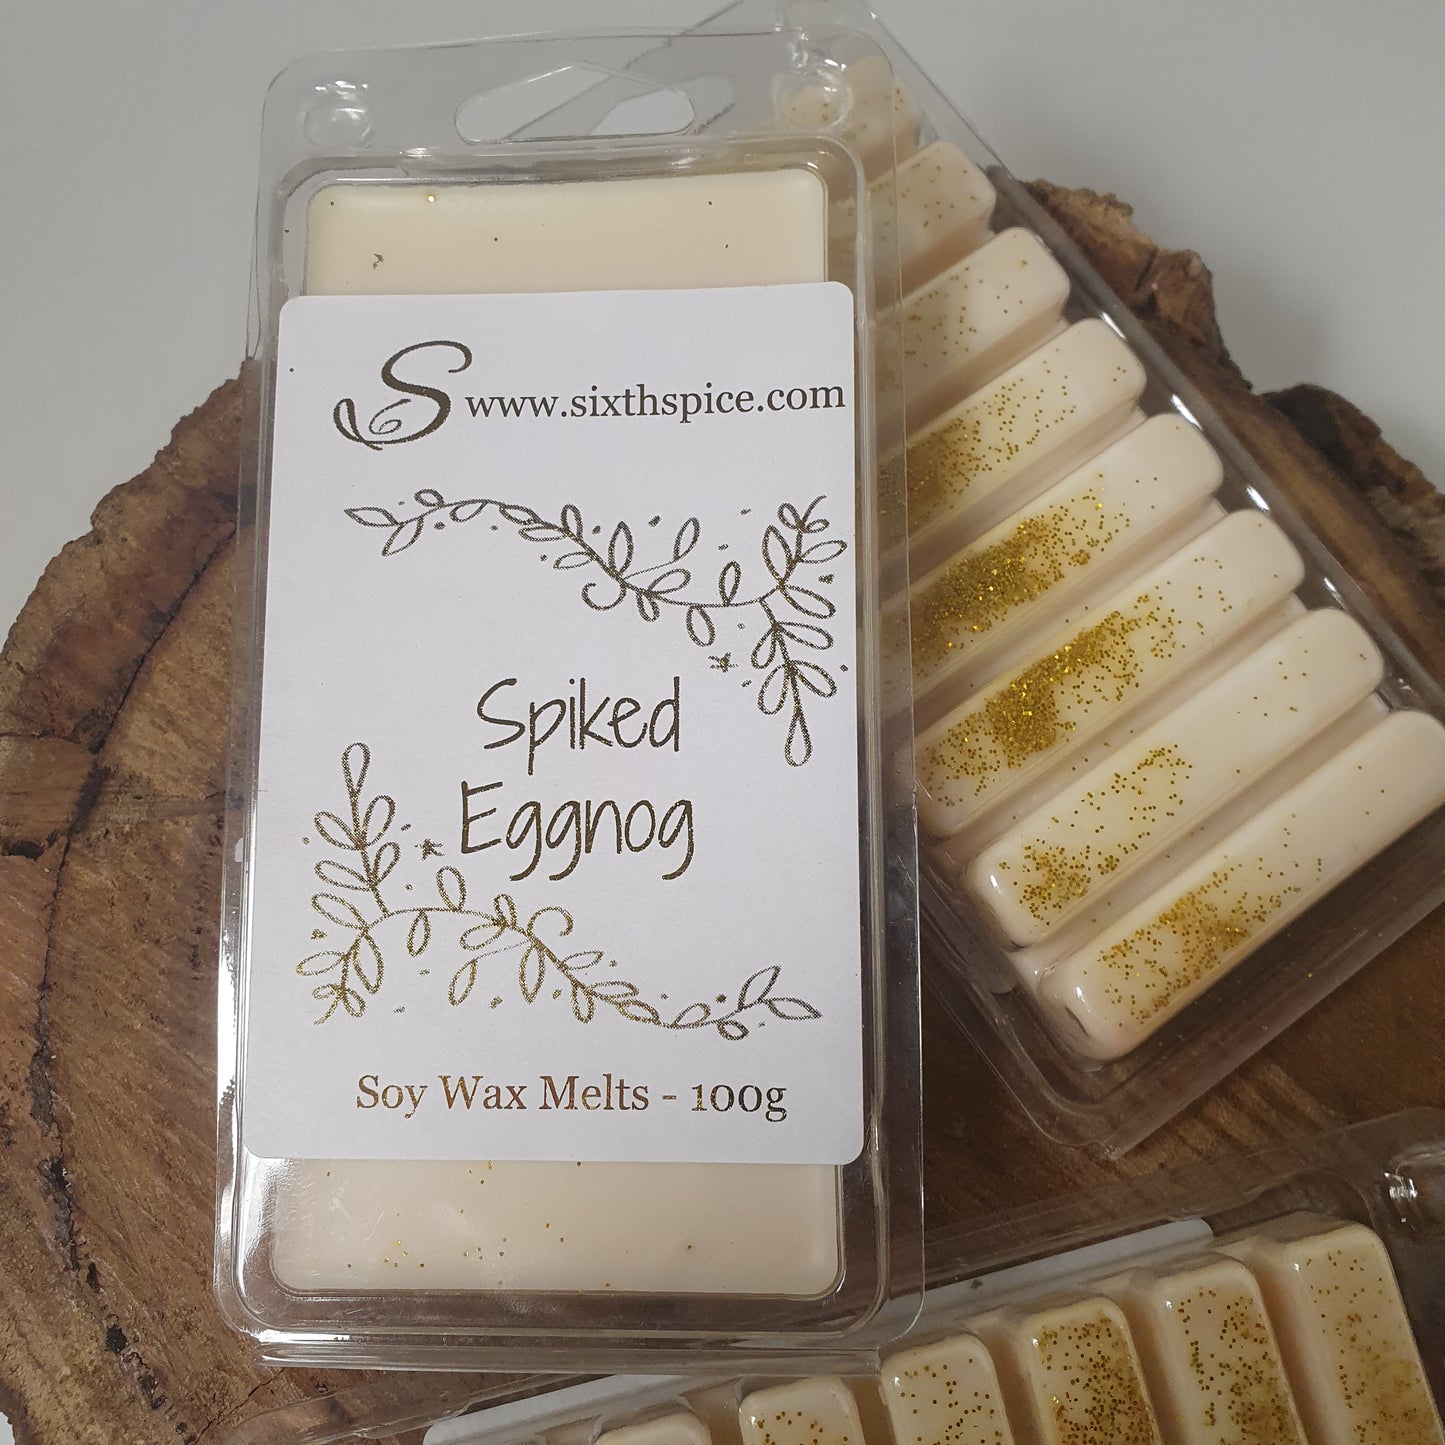 S www.sixthspice.com
Spiked
Eggnog
Soy Wax Melts - 100g